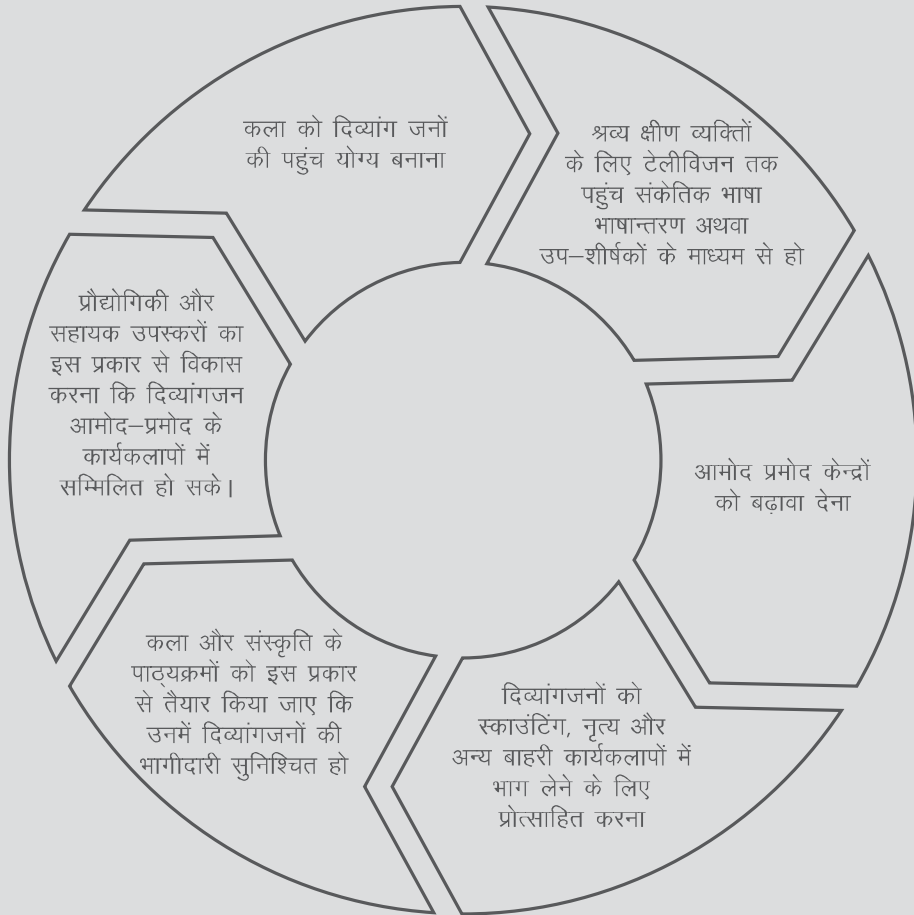 कला को दिव्यांग जनों
की पहुंच योग्य बनाना
श्रव्य क्षीण व्यक्तिों
के लिए टेलीविजन तक
पहुंच संकेतिक भाषा
भाषान्तरण अथवा
उप–शीर्षकों के माध्यम से हो
आमोद प्रमोद केन्द्रों
को बढ़ावा देना
दिव्यांगजनों को
स्काउंटिंग, नृत्य और
अन्य बाहरी कार्यकलापों में
भाग लेने के लिए
प्रोत्साहित करना
कला और संस्कृति के
पाठ्यक्रमों को इस प्रकार
से तैयार किया जाए कि
उनमें दिव्यांगजनों की
भागीदारी सुनिश्चित हो
प्रौद्योगिकी और
सहायक उपस्करों का
इस प्रकार से विकास
करना कि दिव्यांगजन
आमोद–प्रमोद के
कार्यकलापों में
सम्मिलित हो सके।